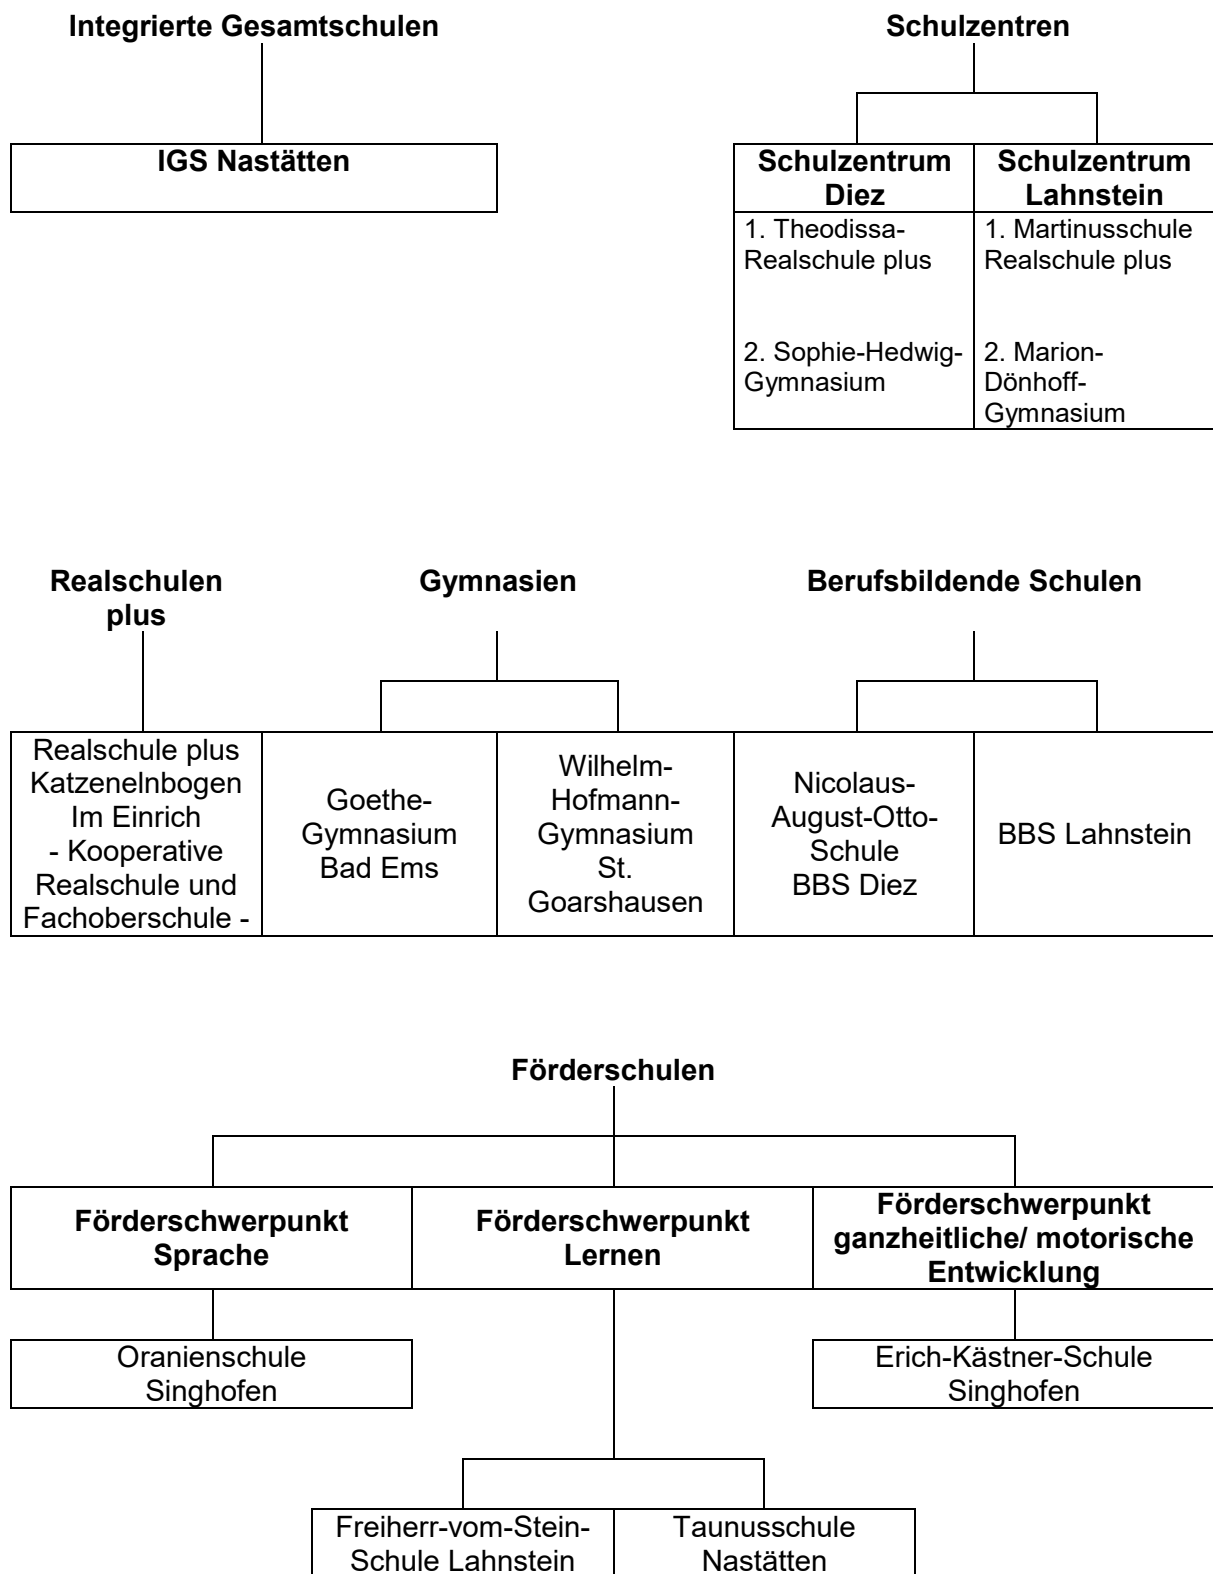 Integrierte Gesamtschulen
IGS Nastätten
Schulzentren
Schulzentrum
Diez
1. Theodissa-
Realschule plus
2. Sophie-Hedwig-
Gymnasium
Schulzentrum
Lahnstein
1. Martinusschule
Realschule plus
2. Marion-
Dönhoff-
Gymnasium
Realschulen
plus
Realschule plus
Katzenelnbogen
Im Einrich
- Kooperative
Realschule und
Fachoberschule -
Gymnasien
Goethe-
Gymnasium
Bad Ems
Wilhelm-
Hofmann-
Gymnasium
St.
Goarshausen
Berufsbildende Schulen
Nicolaus-
August-Otto-
Schule
BBS Diez
BBS Lahnstein
Förderschulen
Förderschwerpunkt
Sprache
Oranienschule
Singhofen
Förderschwerpunkt
Lernen
Freiherr-vom-Stein-
Schule Lahnstein
Taunusschule
Nastätten
Förderschwerpunkt
ganzheitliche/ motorische
Entwicklung
Erich-Kästner-Schule
Singhofen